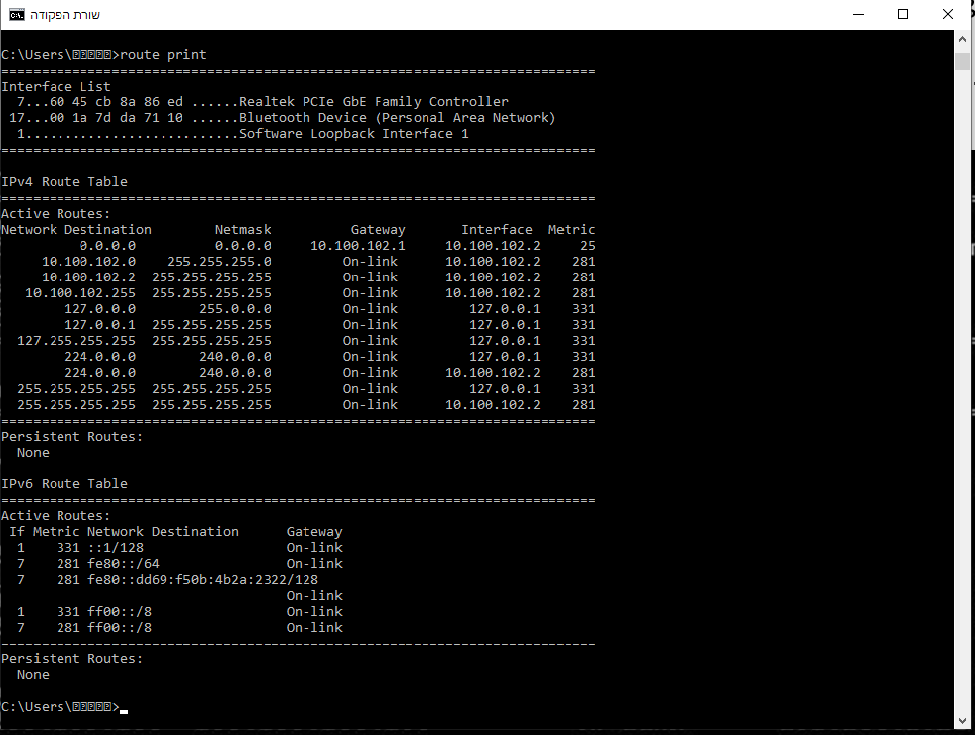 שורת הפקודה
C:\Users\>route print
===========================================================================
Interface List
  7...60 45 cb 8a 86 ed ......Realtek PCIe GbE Family Controller
 17...00 1a 7d da 71 10 ......Bluetooth Device (Personal Area Network)
  1...........................Software Loopback Interface 1
===========================================================================
IPv4 Route Table
===========================================================================
Active Routes:
Network Destination        Netmask          Gateway       Interface  Metric
          0.0.0.0          0.0.0.0     10.100.102.1     10.100.102.2     25
     10.100.102.0    255.255.255.0         On-link      10.100.102.2    281
     10.100.102.2  255.255.255.255         On-link      10.100.102.2    281
   10.100.102.255  255.255.255.255         On-link      10.100.102.2    281
        127.0.0.0        255.0.0.0         On-link         127.0.0.1    331
        127.0.0.1  255.255.255.255         On-link         127.0.0.1    331
  127.255.255.255  255.255.255.255         On-link         127.0.0.1    331
        224.0.0.0        240.0.0.0         On-link         127.0.0.1    331
        224.0.0.0        240.0.0.0         On-link      10.100.102.2    281
  255.255.255.255  255.255.255.255         On-link         127.0.0.1    331
  255.255.255.255  255.255.255.255         On-link      10.100.102.2    281
===========================================================================
Persistent Routes:
  None
IPv6 Route Table
===========================================================================
Active Routes:
 If Metric Network Destination      Gateway
  1    331 ::1/128                  On-link
  7    281 fe80::/64                On-link
  7    281 fe80::dd69:f50b:4b2a:2322/128
                                    On-link
  1    331 ff00::/8                 On-link
  7    281 ff00::/8                 On-link
===========================================================================
Persistent Routes:
  None
C:\Users\>